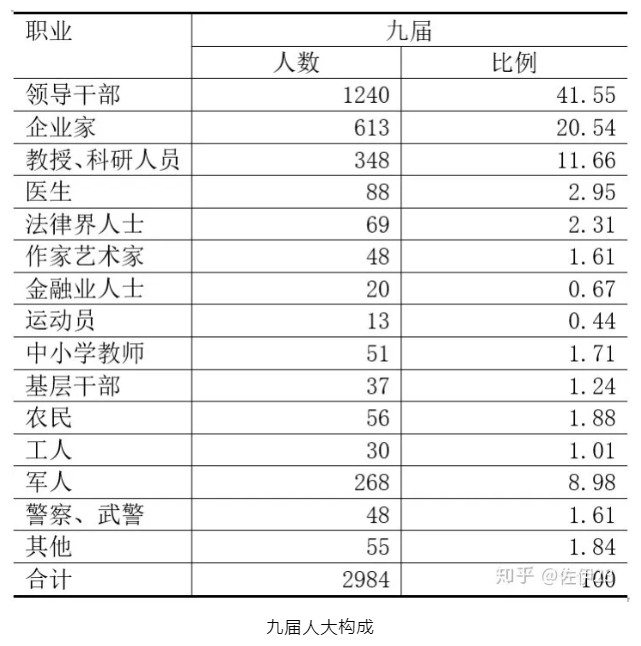 职业 九届
人数 比例
领导干部 1240 41.55
企业家 613 20.54
教授、科研人员 348 11.66
医生 88 2.95
法律界人士 69 2.31
作家艺术家 48 1.61
金融业人士 20 0.67
运动员 13 0.44
中小学教师 51 1.71
基层干部 37 1.24
农民 56 1.88
工人 30 1.01
军人 268 8.98
警察、武警 48 1.61
其他 55 1.84
合计 2984 100
知乎
九届人大构成